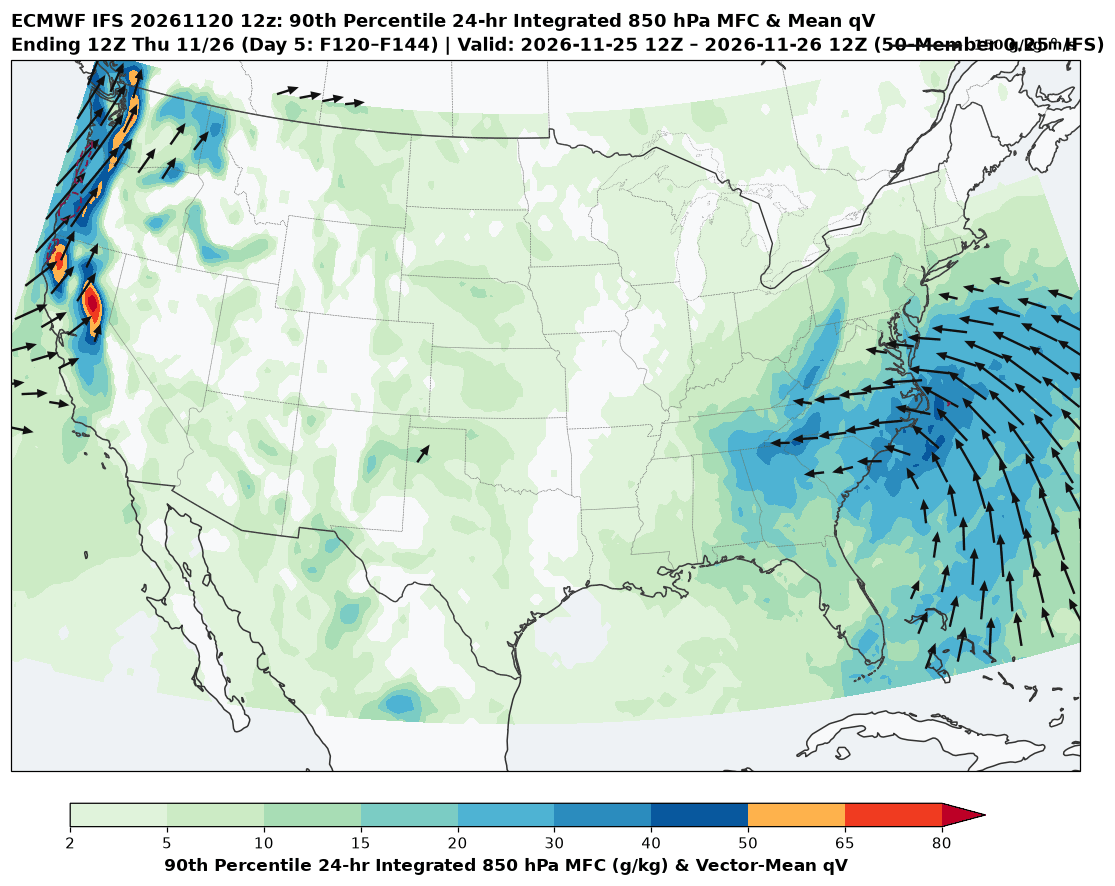 ECMWF IFS 20261120 12z: 90th Percentile 24-hr Integrated 850 hPa MFC & Mean qV
Ending 12Z Thu 11/26 (Day 5: F120–F144) | Valid: 2026-11-25 12Z – 2026-11-26 12Z (50-Member 0.25° IFS)
2 5 10 15 20 30 40 50 65 80
90th Percentile 24-hr Integrated 850 hPa MFC (g/kg) & Vector-Mean qV